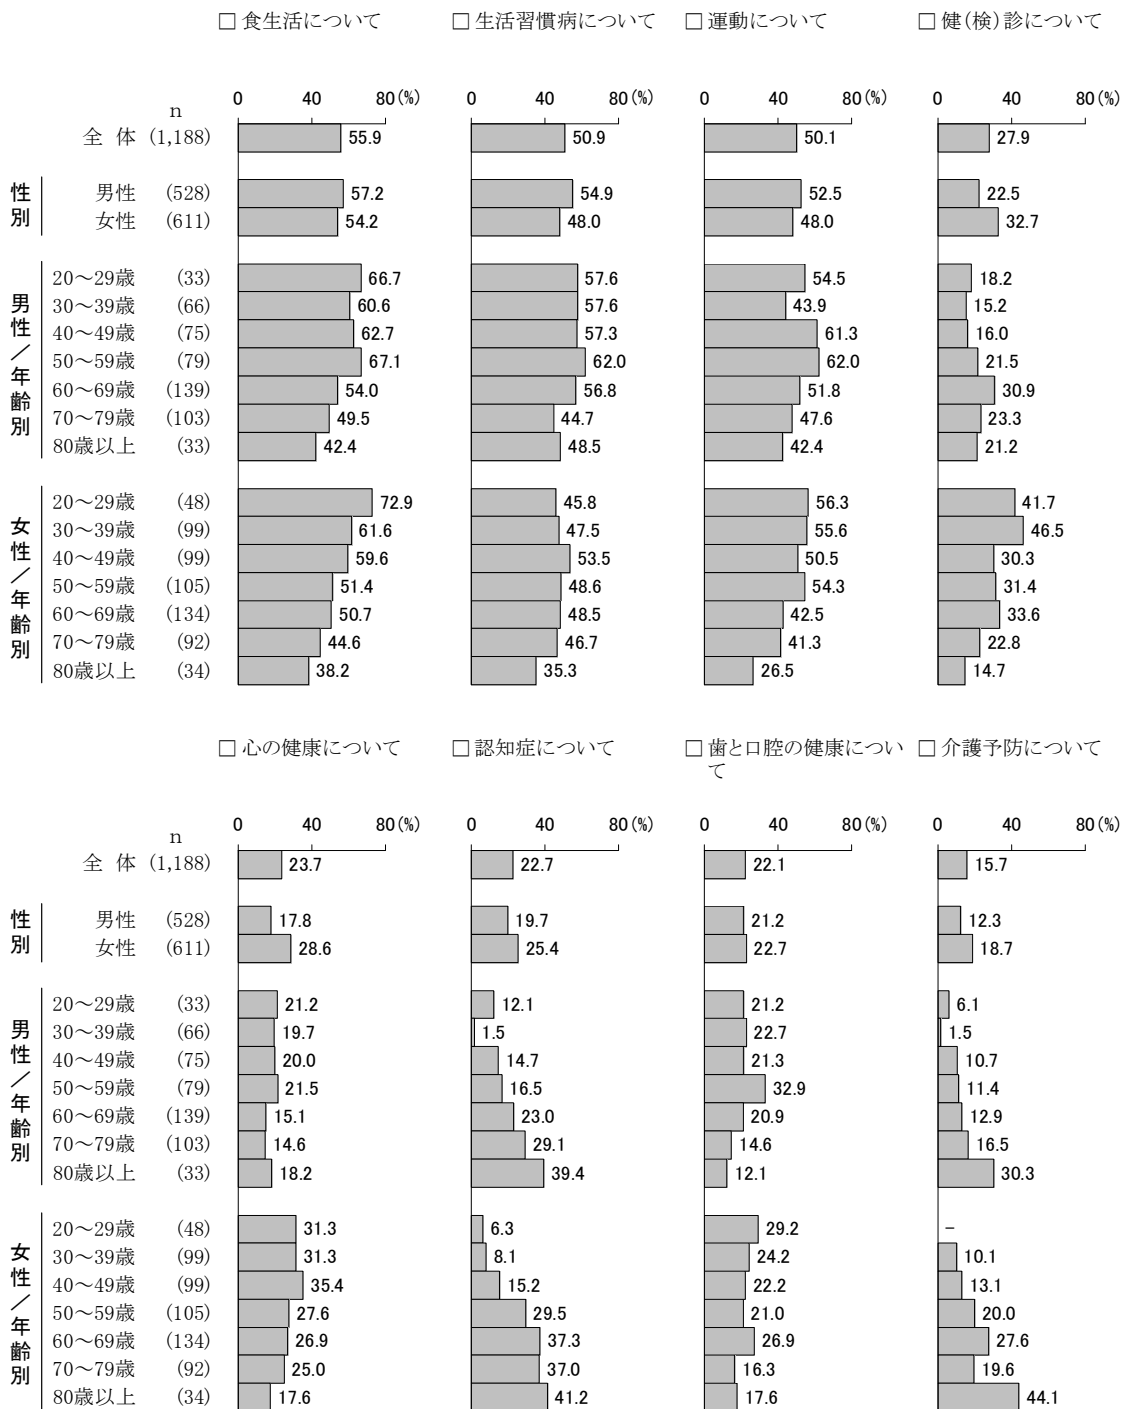 □ 食生活について □ 生活習慣病について □ 運動について □ 健(検)診について
0 40 80(%) 0 40 80(%) 0 40 80(%) 0 40 80(%)
n
全 体 (1,188) 55.9 50.9 50.1 27.9
性別
男性 (528) 57.2 54.9 52.5 22.5
女性 (611) 54.2 48.0 48.0 32.7
男性／年齢別
20～29歳 (33) 66.7 57.6 54.5 18.2
30～39歳 (66) 60.6 57.6 43.9 15.2
40～49歳 (75) 62.7 57.3 61.3 16.0
50～59歳 (79) 67.1 62.0 62.0 21.5
60～69歳 (139) 54.0 56.8 51.8 30.9
70～79歳 (103) 49.5 44.7 47.6 23.3
80歳以上 (33) 42.4 48.5 42.4 21.2
女性／年齢別
20～29歳 (48) 72.9 45.8 56.3 41.7
30～39歳 (99) 61.6 47.5 55.6 46.5
40～49歳 (99) 59.6 53.5 50.5 30.3
50～59歳 (105) 51.4 48.6 54.3 31.4
60～69歳 (134) 50.7 48.5 42.5 33.6
70～79歳 (92) 44.6 46.7 41.3 22.8
80歳以上 (34) 38.2 35.3 26.5 14.7
□ 心の健康について □ 認知症について □ 歯と口腔の健康につい □ 介護予防について
て
0 40 80(%) 0 40 80(%) 0 40 80(%) 0 40 80(%)
n
全 体 (1,188) 23.7 22.7 22.1 15.7
性別
男性 (528) 17.8 19.7 21.2 12.3
女性 (611) 28.6 25.4 22.7 18.7
男性／年齢別
20～29歳 (33) 21.2 12.1 21.2 6.1
30～39歳 (66) 19.7 1.5 22.7 1.5
40～49歳 (75) 20.0 14.7 21.3 10.7
50～59歳 (79) 21.5 16.5 32.9 11.4
60～69歳 (139) 15.1 23.0 20.9 12.9
70～79歳 (103) 14.6 29.1 14.6 16.5
80歳以上 (33) 18.2 39.4 12.1 30.3
女性／年齢別
20～29歳 (48) 31.3 6.3 29.2 －
30～39歳 (99) 31.3 8.1 24.2 10.1
40～49歳 (99) 35.4 15.2 22.2 13.1
50～59歳 (105) 27.6 29.5 21.0 20.0
60～69歳 (134) 26.9 37.3 26.9 27.6
70～79歳 (92) 25.0 37.0 16.3 19.6
80歳以上 (34) 17.6 41.2 17.6 44.1